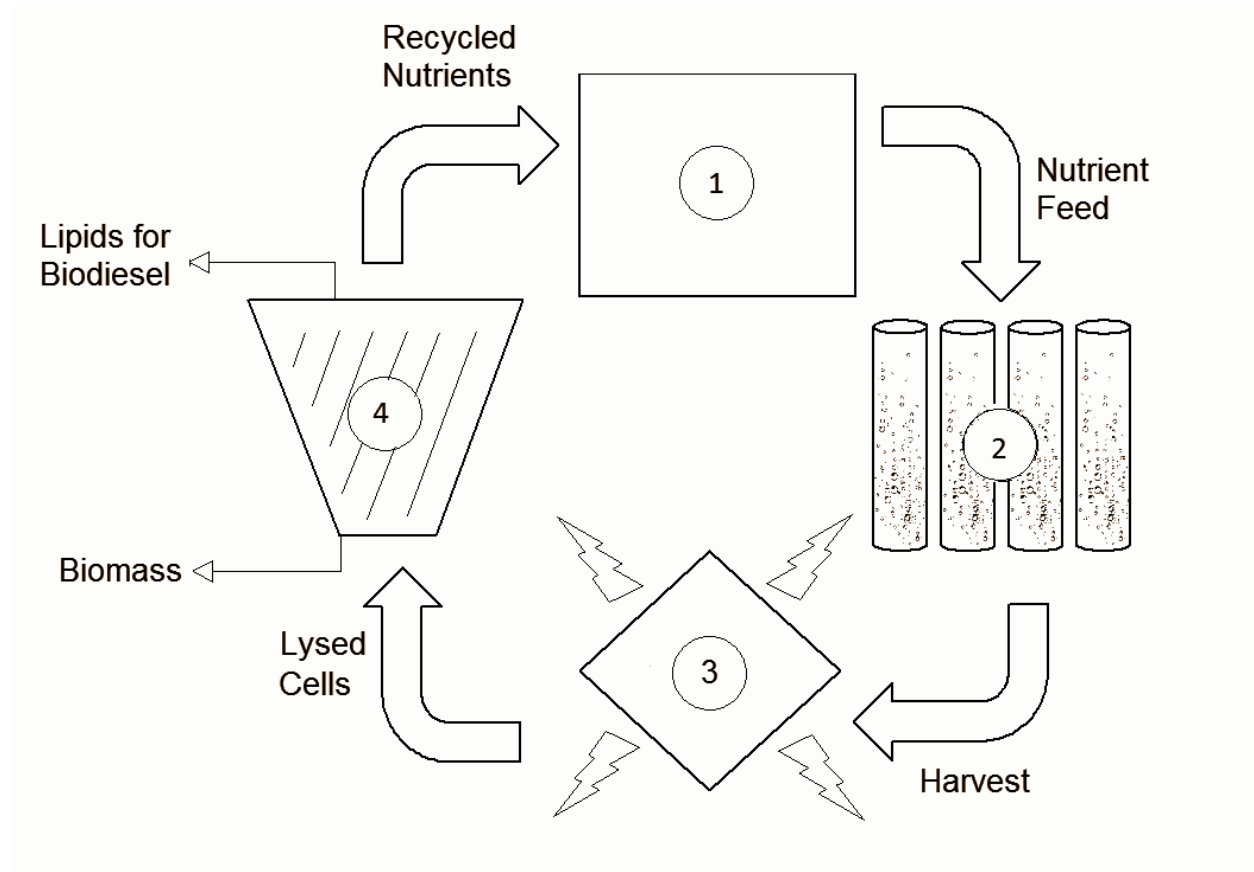 Recycled
Nutrients
1
Nutrient
Feed
Lipids for
Biodiesel
4
2
Biomass
Lysed
Cells
3
Harvest